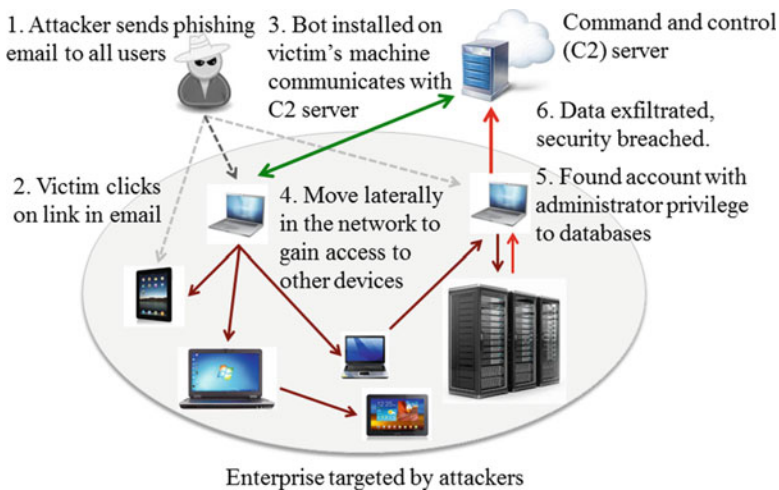 1. Attacker sends phishing
email to all users
3. Bot installed on
victim's machine
communicates with
C2 server
Command and control
(C2) server
6. Data exfiltrated,
security breached.
2. Victim clicks
on link in email
4. Move laterally
in the network to
gain access to
other devices
5. Found account with
administrator privilege
to databases
Enterprise targeted by attackers